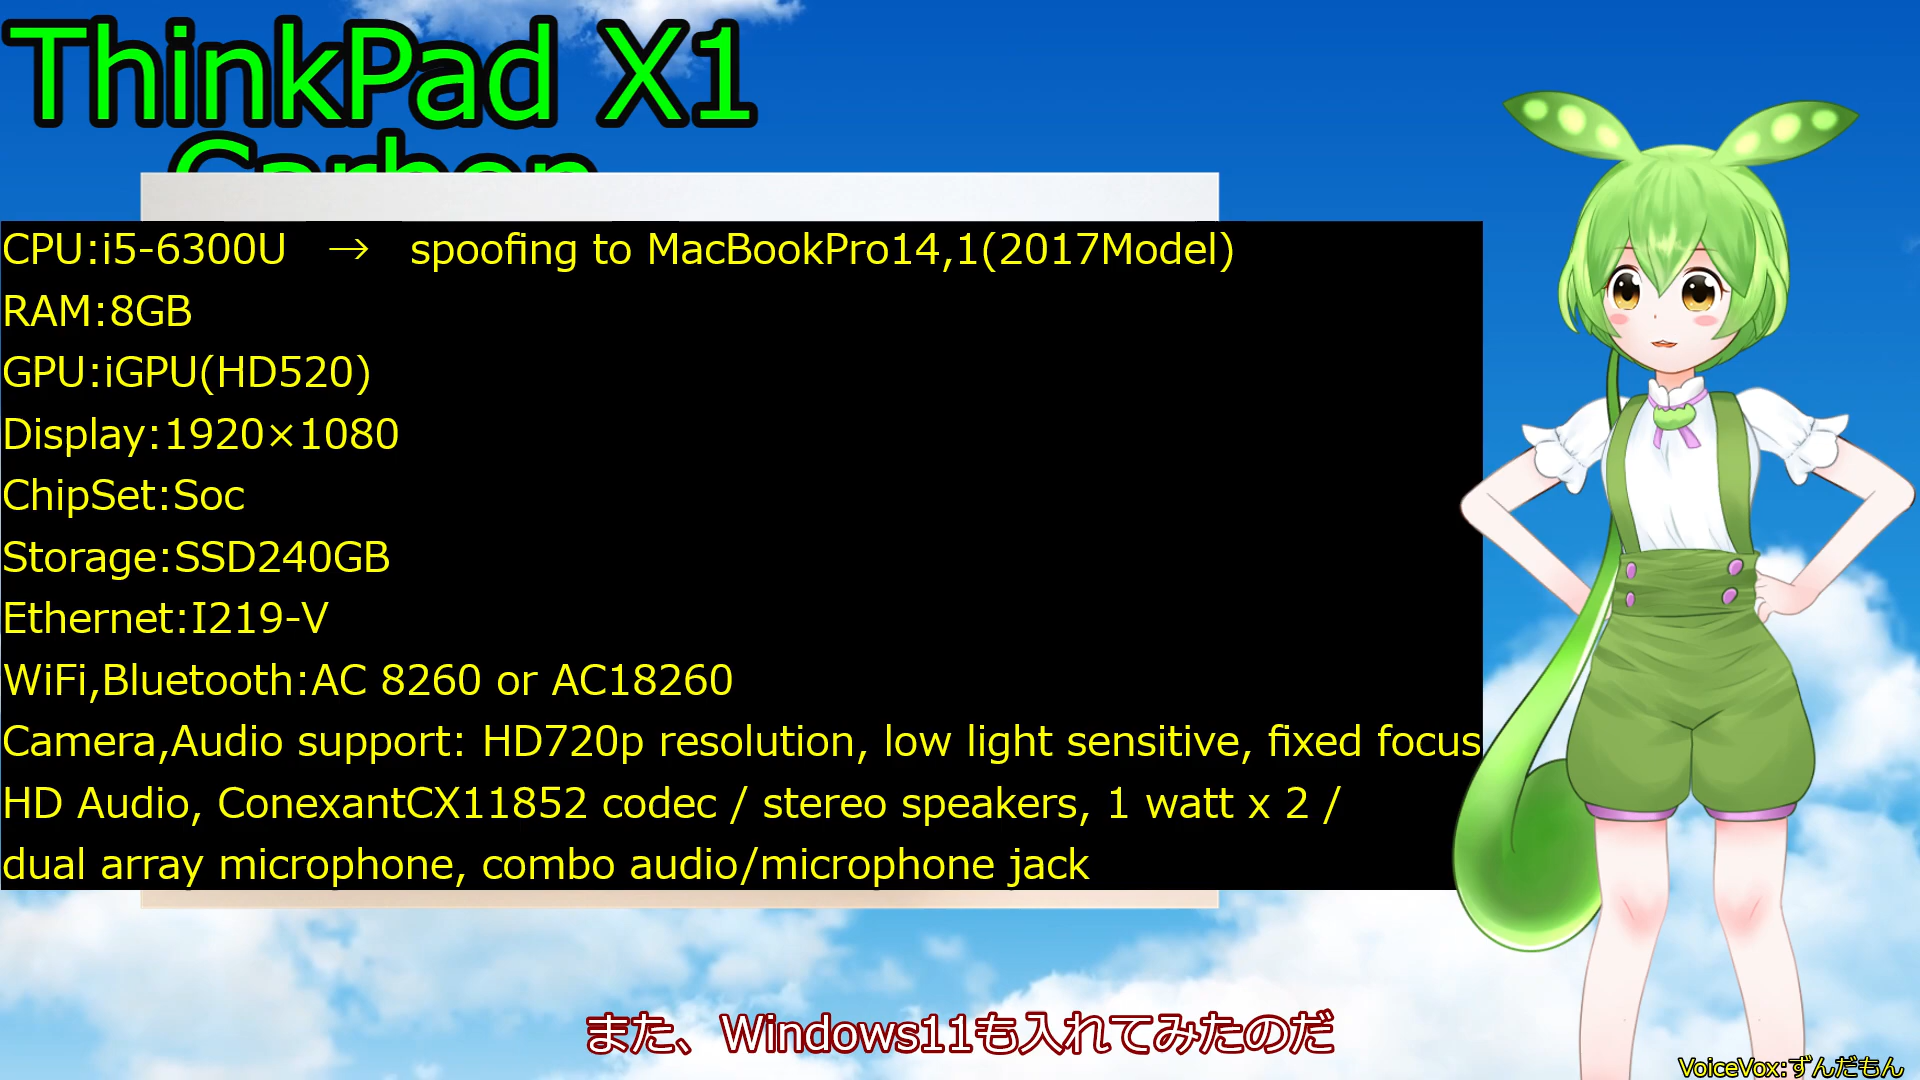 ThinkPad X1
Carbon
CPU:i5-6300U → spoofing to MacBookPro14,1(2017Model)
RAM:8GB
GPU:iGPU(HD520)
Display:1920×1080
ChipSet:Soc
Storage:SSD240GB
Ethernet:I219-V
WiFi,Bluetooth:AC 8260 or AC18260
Camera,Audio support: HD720p resolution, low light sensitive, fixed focus
HD Audio, ConexantCX11852 codec / stereo speakers, 1 watt x 2 /
dual array microphone, combo audio/microphone jack
また、Windows11も入れてみたのだ
VoiceVox:ずんだもん